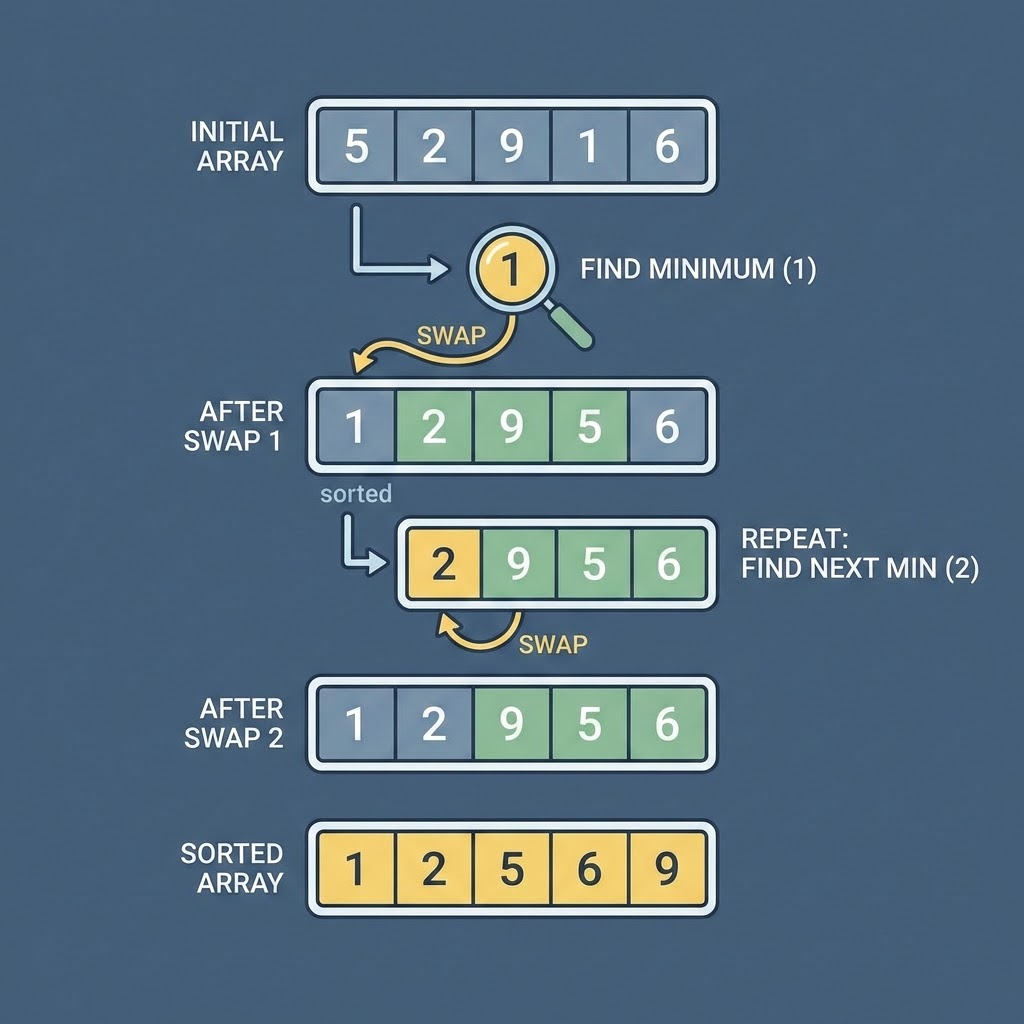 INITIAL
ARRAY
5 2 9 1 6
1
FIND MINIMUM (1)
SWAP
AFTER
SWAP 1
1 2 9 5 6
sorted
2 9 5 6
REPEAT:
FIND NEXT MIN (2)
SWAP
AFTER
SWAP 2
1 2 9 5 6
SORTED
ARRAY
1 2 5 6 9